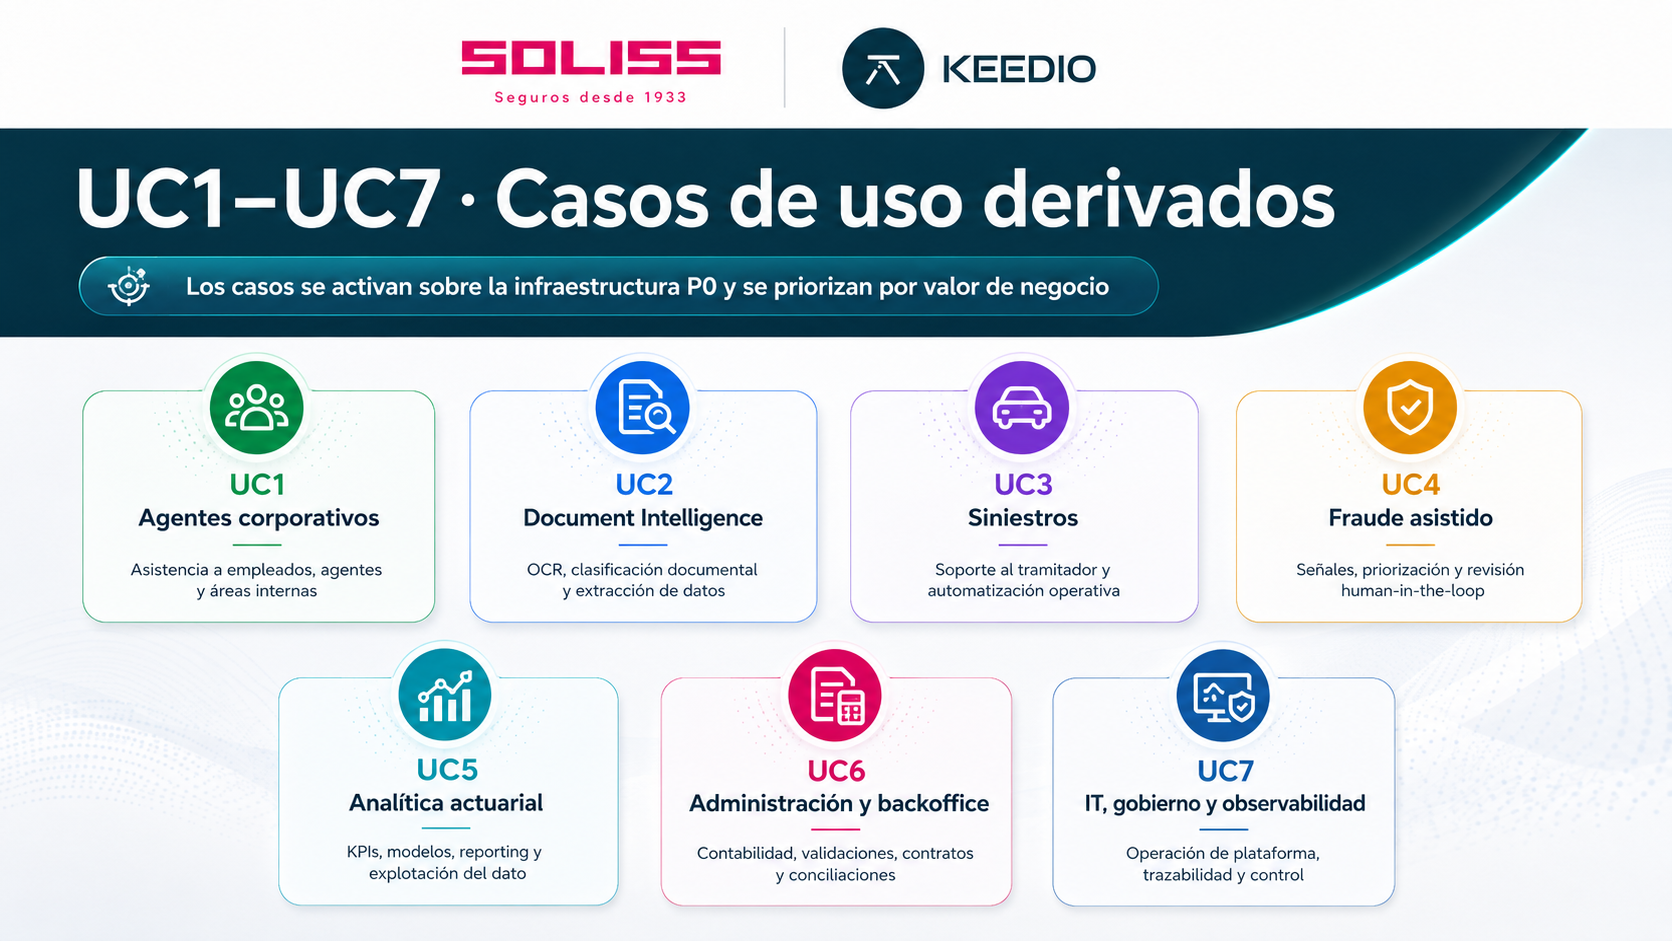 SOLISS
Seguros desde 1933
KEEDIO
UC1–UC7 · Casos de uso derivados
Los casos se activan sobre la infraestructura P0 y se priorizan por valor de negocio
UC1
Agentes corporativos
Asistencia a empleados, agentes
y áreas internas
UC2
Document Intelligence
OCR, clasificación documental
y extracción de datos
UC3
Siniestros
Soporte al tramitador y
automatización operativa
UC4
Fraude asistido
Señales, priorización y revisión
human-in-the-loop
UC5
Analítica actuarial
KPIs, modelos, reporting y
explotación del dato
UC6
Administración y backoffice
Contabilidad, validaciones, contratos
y conciliaciones
UC7
IT, gobierno y observabilidad
Operación de plataforma,
trazabilidad y control